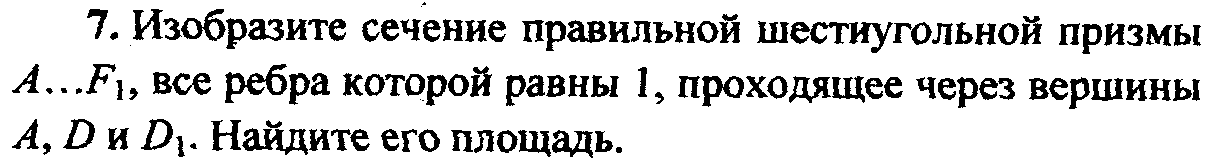 7. Изобразите сечение правильной шестиугольной призмы
A...F₁, все ребра которой равны 1, проходящее через вершины
A, D и D₁. Найдите его площадь.